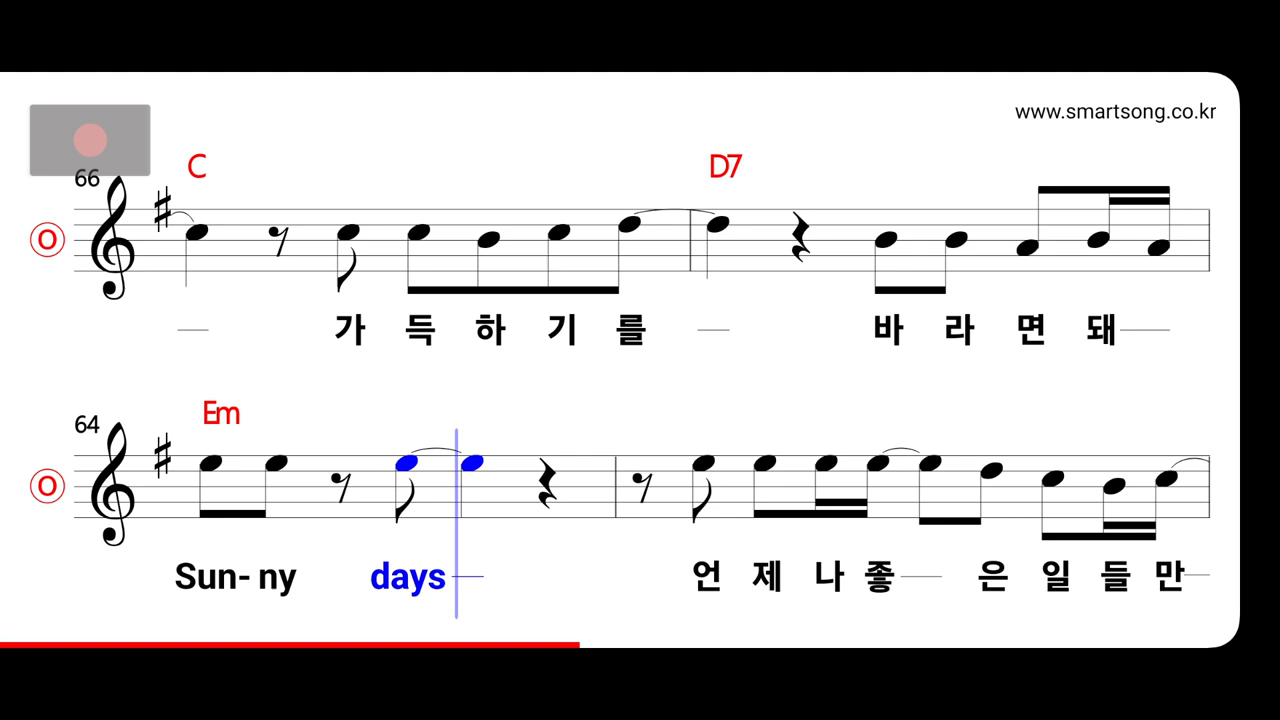 www.smartsong.co.kr
C D7
66
O
가 득 하 기 를 바 라 면 돼
Em
64
O
Sun- ny days 언 제 나 좋 은 일 들 만